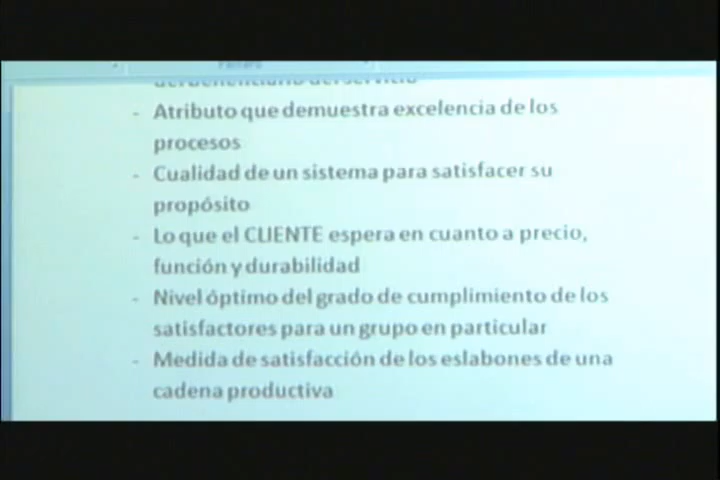 - Atributo que demuestra excelencia de los
procesos
- Cualidad de un sistema para satisfacer su
propósito
- Lo que el CLIENTE espera en cuanto a precio,
función y durabilidad
- Nivel óptimo del grado de cumplimiento de los
satisfactores para un grupo en particular
- Medida de satisfacción de los eslabones de una
cadena productiva